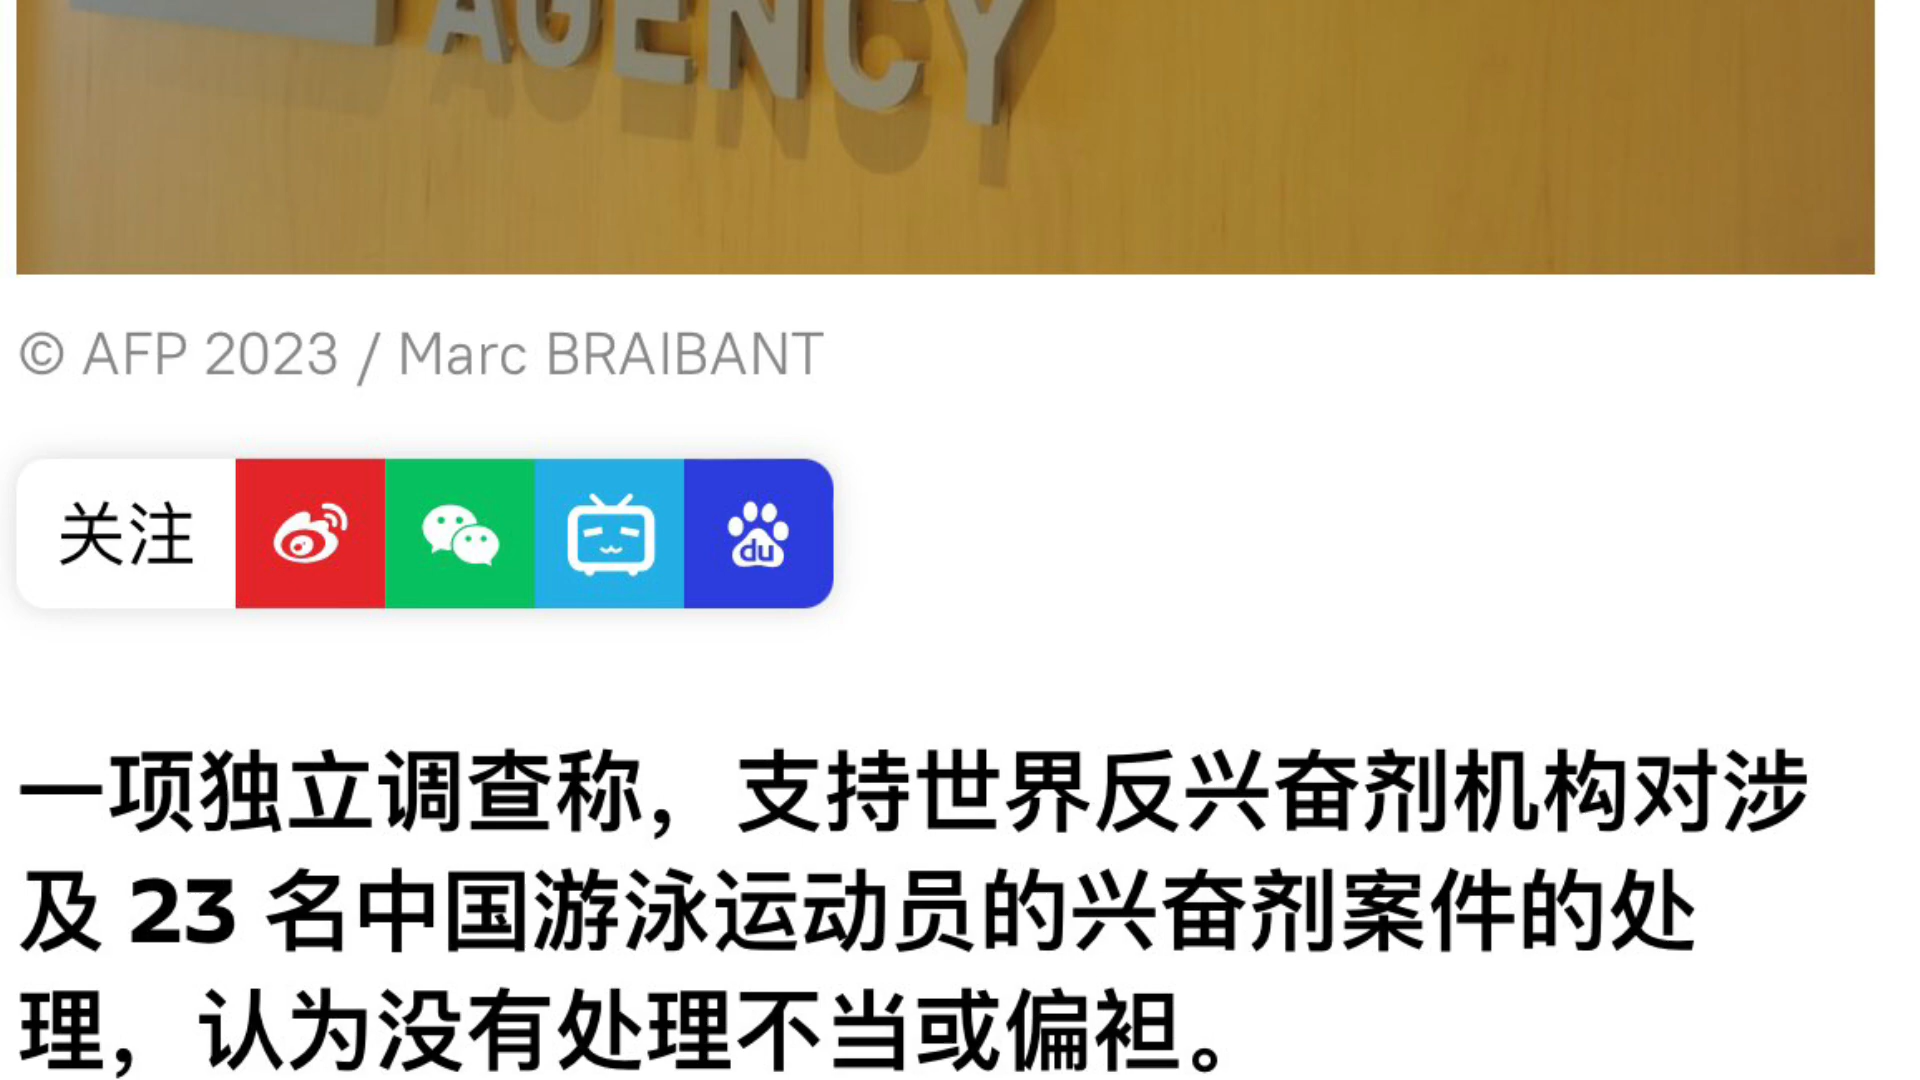 AGENCY
© AFP 2023 / Marc BRAIBANT
关注
du
一项独立调查称，支持世界反兴奋剂机构对涉
及 23 名中国游泳运动员的兴奋剂案件的处
理，认为没有处理不当或偏袒。